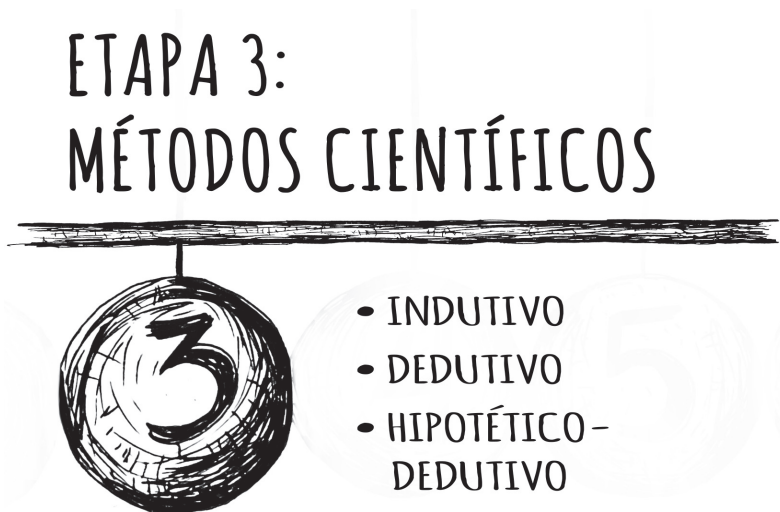 ETAPA 3:
MÉTODOS CIENTÍFICOS
3
• INDUTIVO
• DEDUTIVO
• HIPOTÉTICO-
DEDUTIVO